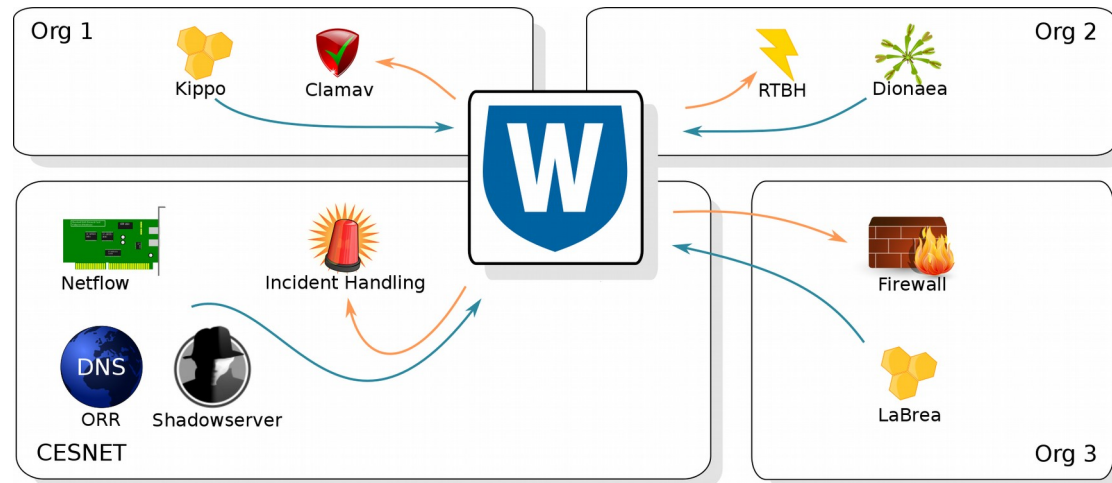 Org 1
Kippo
Clamav
Org 2
RTBH
Dionaea
W
Netflow
Incident Handling
DNS
ORR
Shadowserver
CESNET
Firewall
LaBrea
Org 3